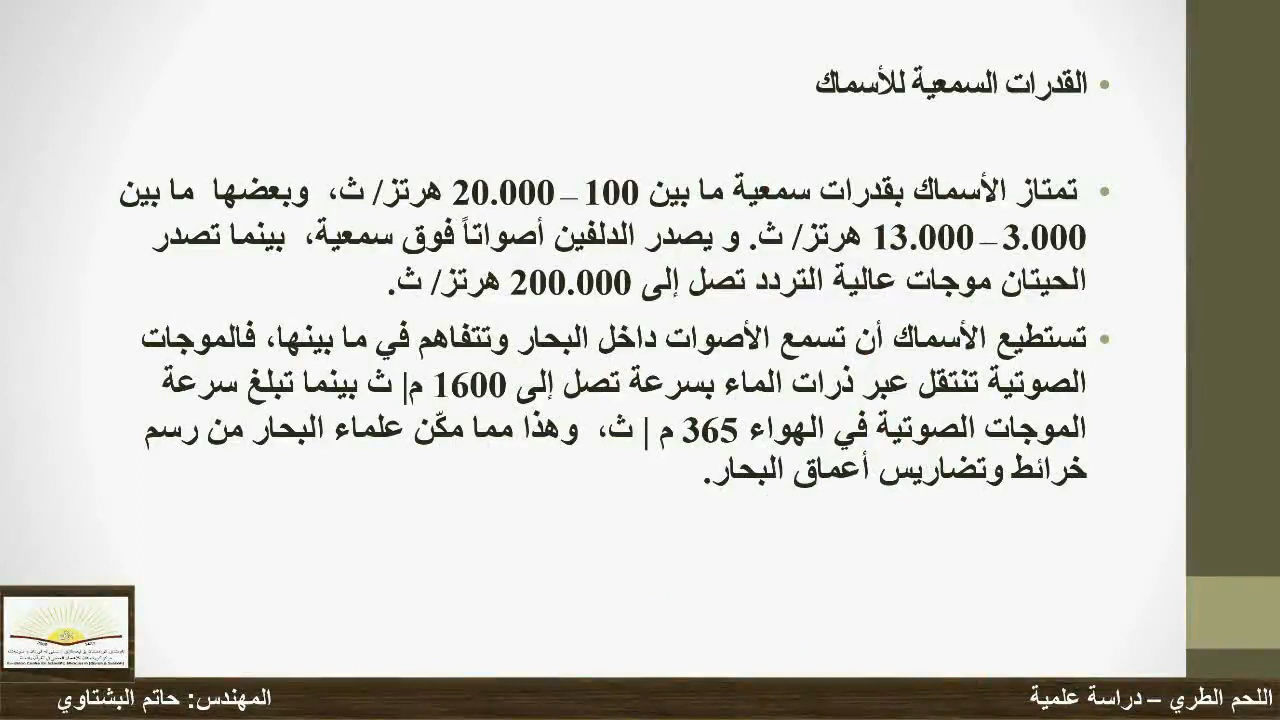 • القدرات السمعية للأسماك
• تمتاز الأسماك بقدرات سمعية ما بين 100 – 20.000 هرتز/ ث، وبعضها ما بين
3.000 – 13.000 هرتز/ ث. و يصدر الدلفين أصواتاً فوق سمعية، بينما تصدر
الحيتان موجات عالية التردد تصل إلى 200.000 هرتز/ ث.
• تستطيع الأسماك أن تسمع الأصوات داخل البحار وتتفاهم في ما بينها، فالموجات
الصوتية تنتقل عبر ذرات الماء بسرعة تصل إلى 1600 م| ث بينما تبلغ سرعة
الموجات الصوتية في الهواء 365 م | ث، وهذا مما مكّن علماء البحار من رسم
خرائط وتضاريس أعماق البحار.
اللحم الطري – دراسة علمية
المهندس: حاتم البشتاوي